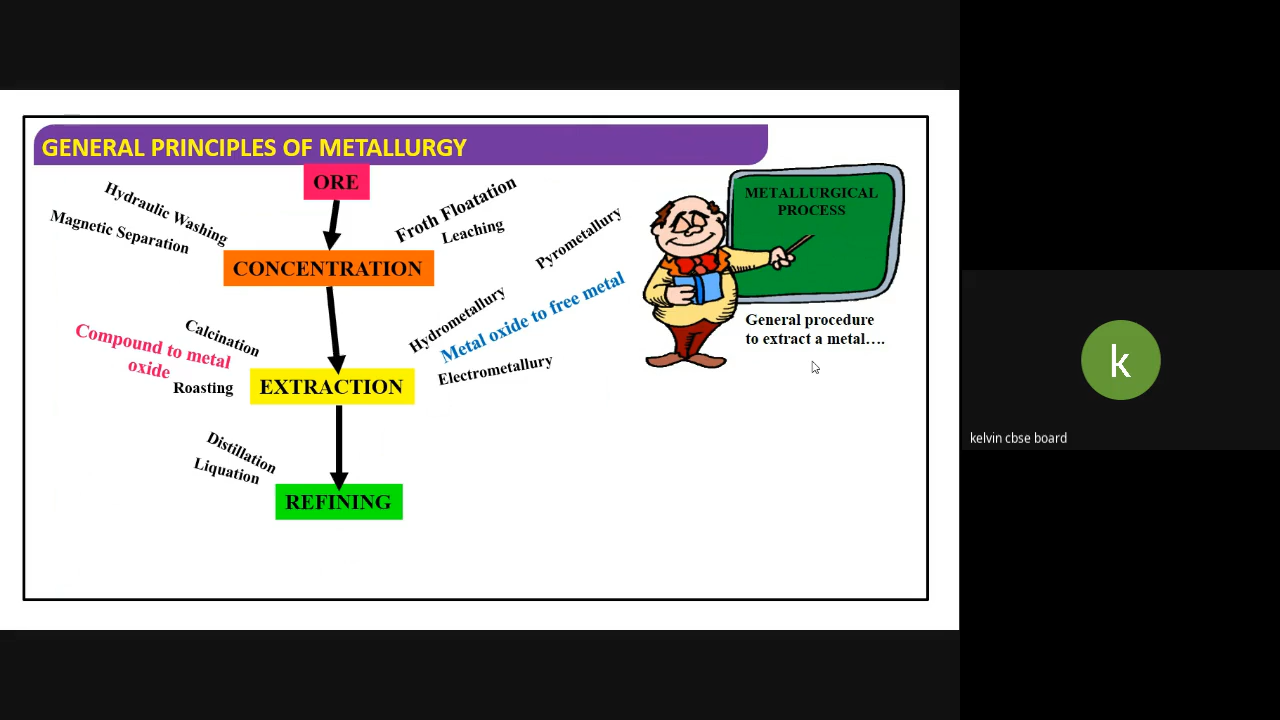 GENERAL PRINCIPLES OF METALLURGY
ORE
Hydraulic Washing
Magnetic Separation
Froth Floatation
Leaching
CONCENTRATION
Pyrometallury
Hydrometallury
Metal oxide to free metal
Electrometallury
Calcination
Compound to metal
oxide
Roasting
EXTRACTION
Distillation
Liquation
REFINING
METALLURGICAL
PROCESS
General procedure
to extract a metal….
k
kelvin cbse board